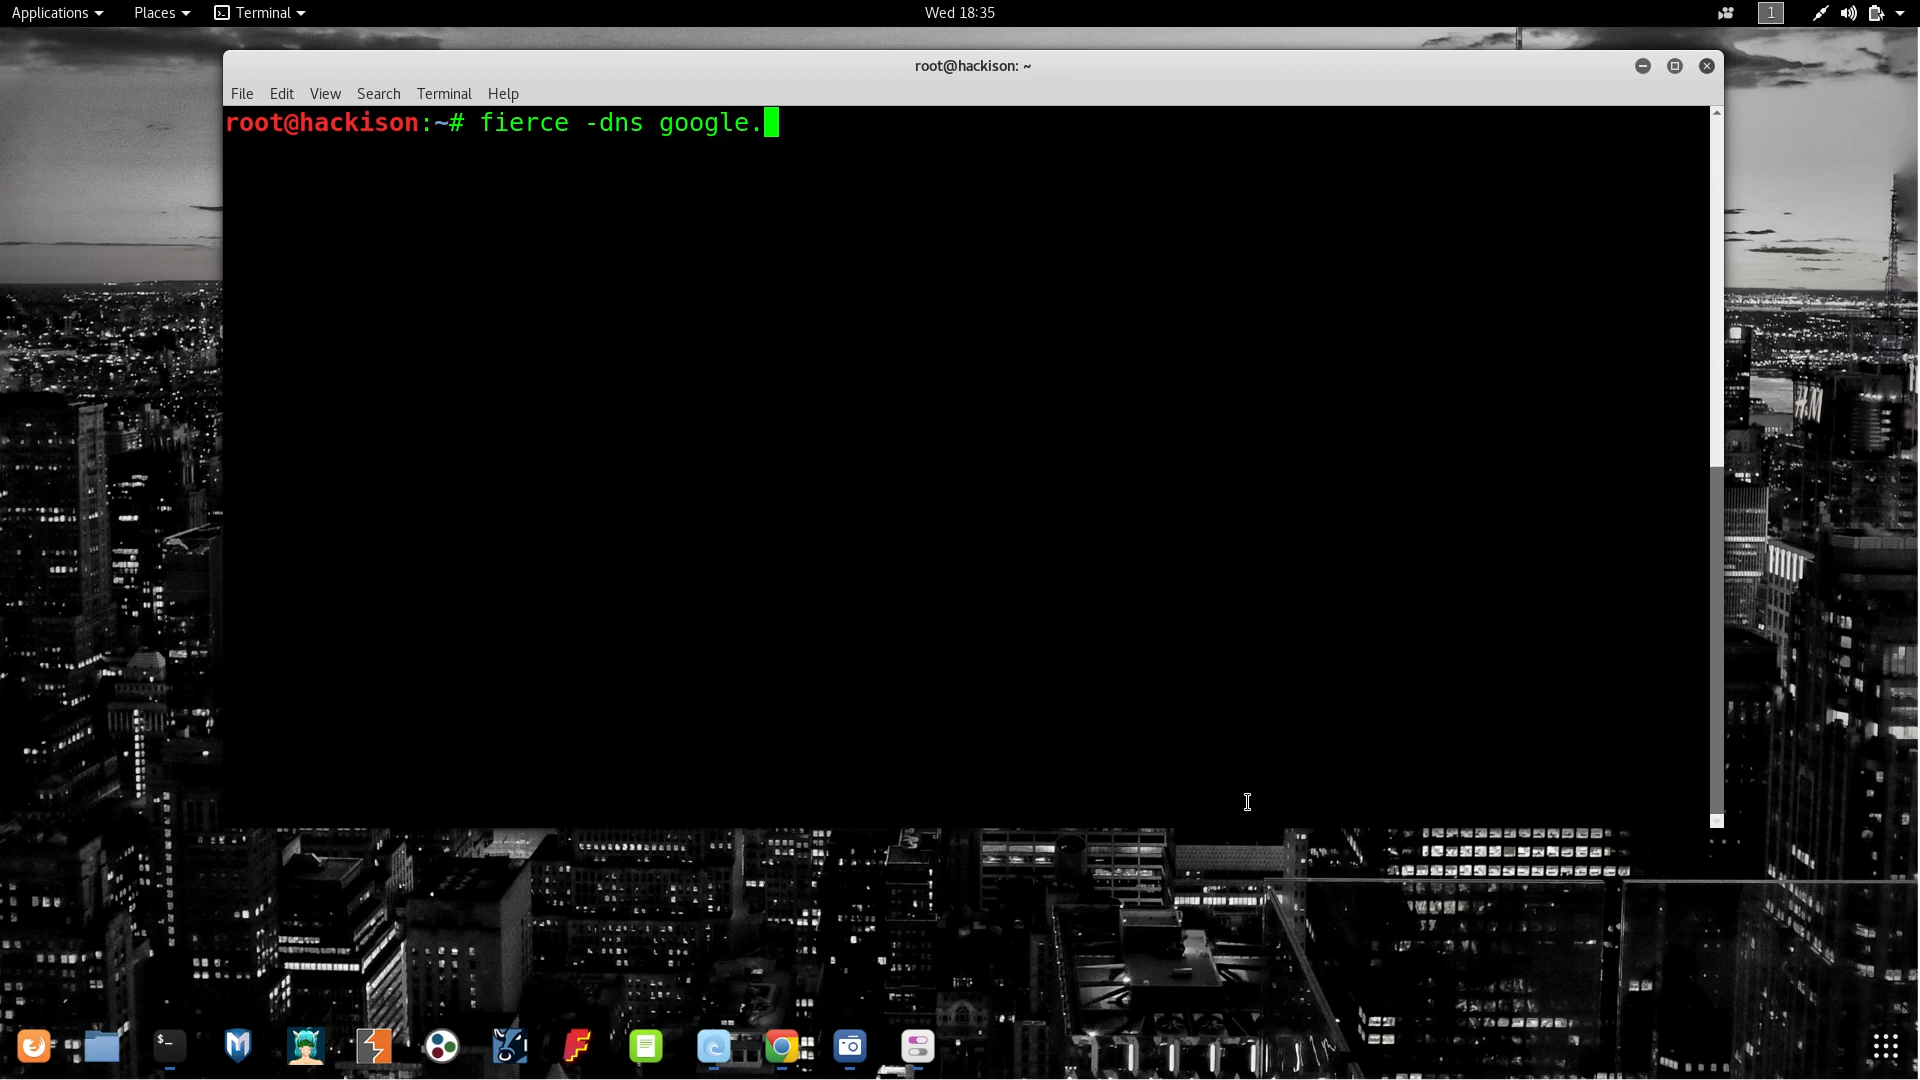 Applications Places Terminal Wed 18:35 1
root@hackison: ~
File Edit View Search Terminal Help
root@hackison:~# fierce -dns google.
H&M
$_